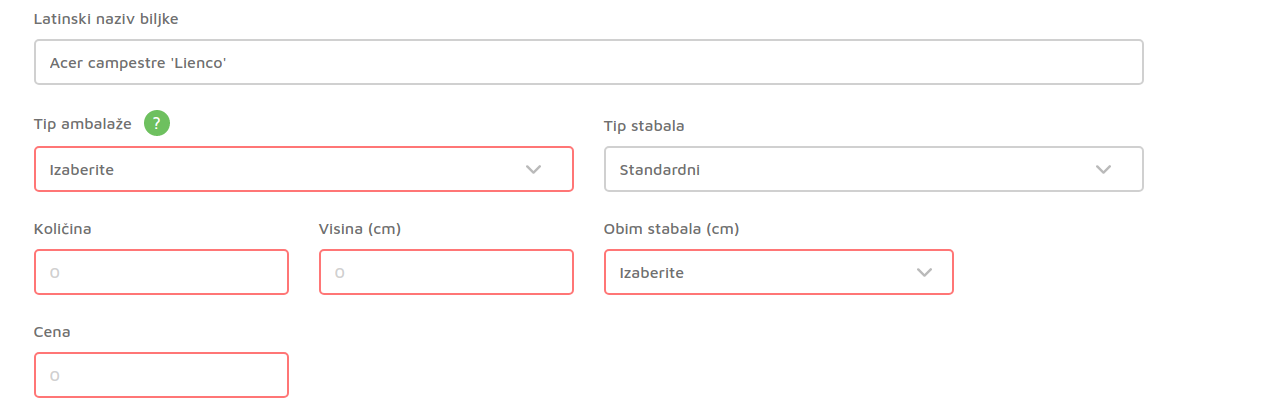 Latinski naziv biljke
Acer campestre 'Lienco'
Tip ambalaže ?
Tip stabala
Izaberite
Standardni
Količina
Visina (cm)
Obim stabala (cm)
0
0
Izaberite
Cena
0